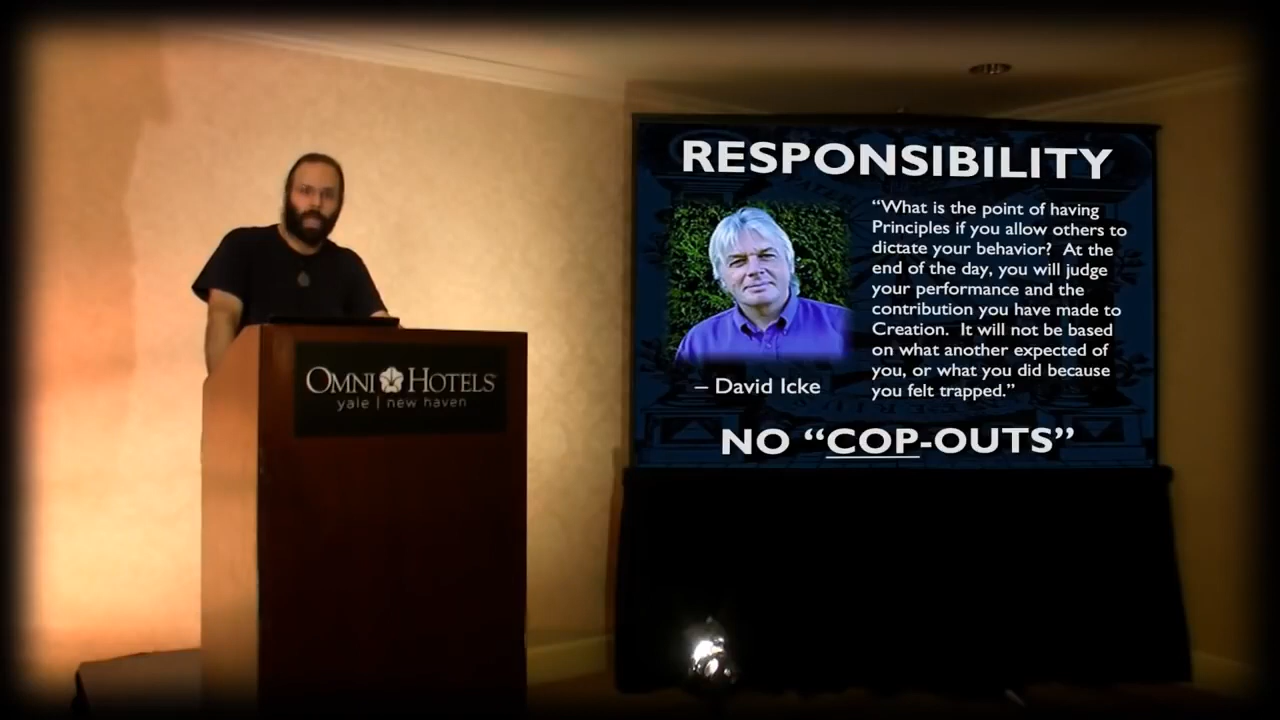 OMNI HOTELS
yale | new haven
RESPONSIBILITY
“What is the point of having
Principles if you allow others to
dictate your behavior?  At the
end of the day, you will judge
your performance and the
contribution you have made to
Creation.  It will not be based
on what another expected of
you, or what you did because
you felt trapped.”
– David Icke
NO “COP-OUTS”